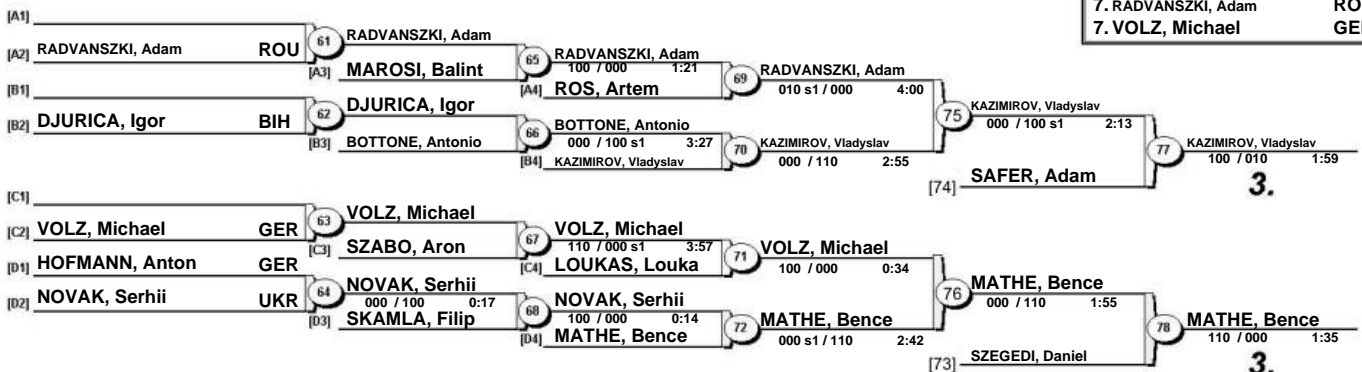 7. RADVANSZKI, Adam RO
7. VOLZ, Michael GE
[A1]
[A2] RADVANSZKI, Adam ROU
61 RADVANSZKI, Adam
[A3] MAROSI, Balint
65 RADVANSZKI, Adam
100 / 000 1:21
[A4] ROS, Artem
69 RADVANSZKI, Adam
010 s1 / 000 4:00
[B1]
[B2] DJURICA, Igor BIH
62 DJURICA, Igor
[B3] BOTTONE, Antonio
66 BOTTONE, Antonio
000 / 100 s1 3:27
[B4] KAZIMIROV, Vladyslav
70 KAZIMIROV, Vladyslav
000 / 110 2:55
75 KAZIMIROV, Vladyslav
000 / 100 s1 2:13
[74] SAFER, Adam
77 KAZIMIROV, Vladyslav
100 / 010 1:59
3.
[C1]
[C2] VOLZ, Michael GER
63 VOLZ, Michael
[C3] SZABO, Aron
67 VOLZ, Michael
110 / 000 s1 3:57
[C4] LOUKAS, Louka
71 VOLZ, Michael
100 / 000 0:34
[D1] HOFMANN, Anton GER
[D2] NOVAK, Serhii UKR
64 NOVAK, Serhii
000 / 100 0:17
[D3] SKAMLA, Filip
68 NOVAK, Serhii
100 / 000 0:14
[D4] MATHE, Bence
72 MATHE, Bence
000 s1 / 110 2:42
76 MATHE, Bence
000 / 110 1:55
[73] SZEGEDI, Daniel
78 MATHE, Bence
110 / 000 1:35
3.